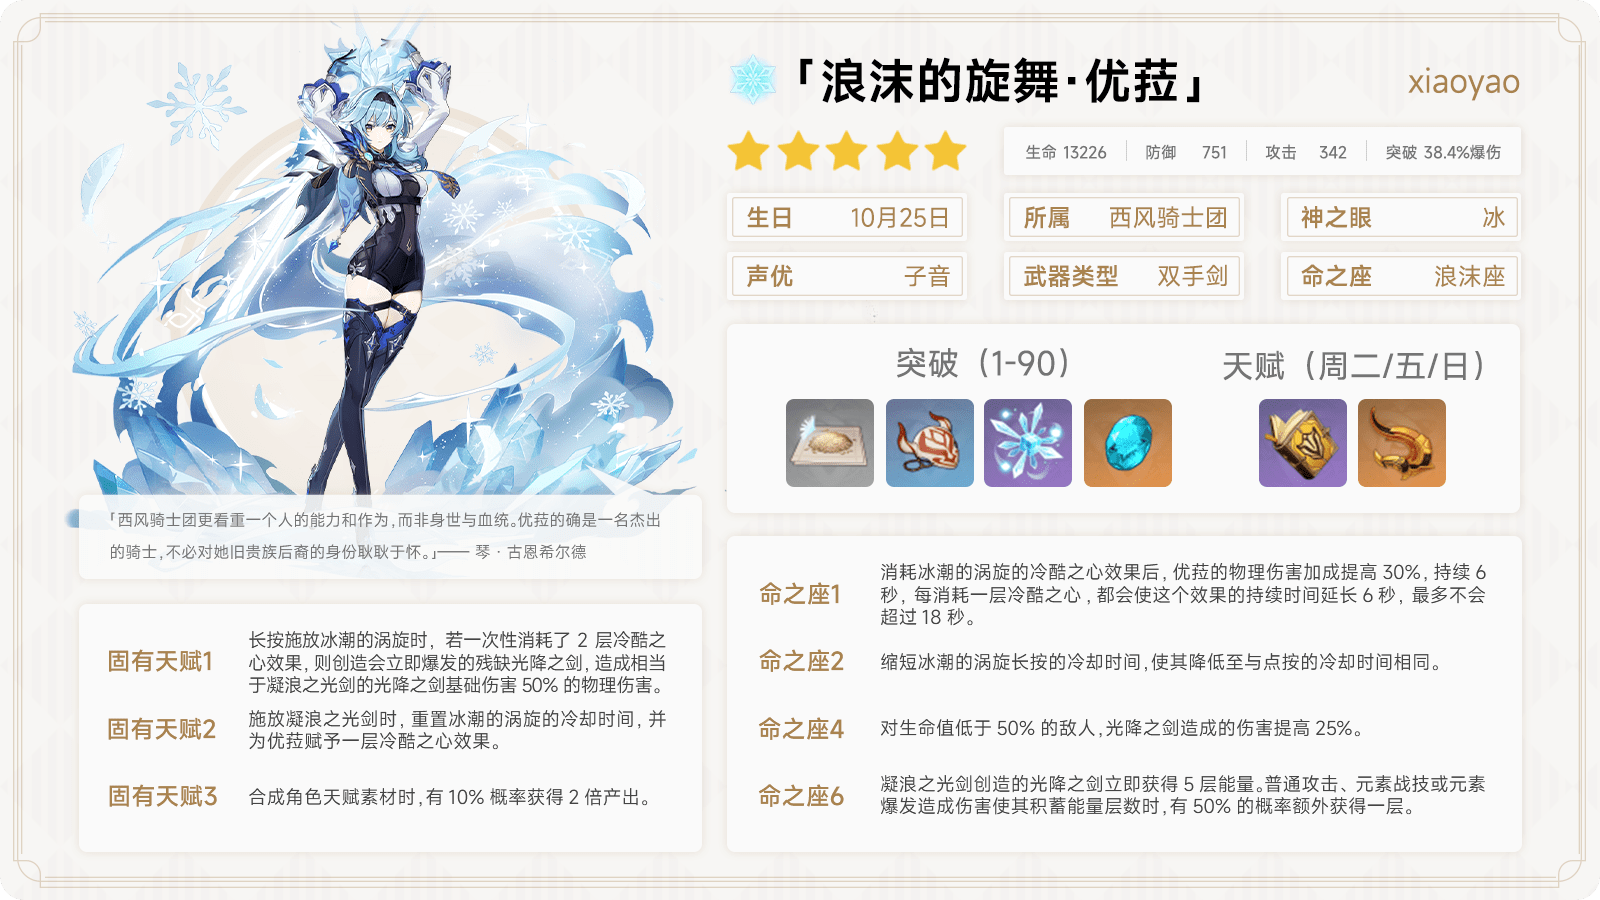 「浪沫的旋舞·优菈」
xiaoyao
生命 13226 防御 751 攻击 342 突破 38.4%爆伤
生日 10月25日
所属 西风骑士团
神之眼 冰
声优 子音
武器类型 双手剑
命之座 浪沫座
突破（1-90）
天赋（周二/五/日）
「西风骑士团更看重一个人的能力和作为,而非身世与血统。优菈的确是一名杰出
的骑士,不必对她旧贵族后裔的身份耿耿于怀。」—— 琴 · 古恩希尔德
固有天赋1
长按施放冰潮的涡旋时，若一次性消耗了 2 层冷酷之
心效果, 则创造会立即爆发的残缺光降之剑, 造成相当
于凝浪之光剑的光降之剑基础伤害 50% 的物理伤害。
固有天赋2
施放凝浪之光剑时, 重置冰潮的涡旋的冷却时间, 并
为优菈赋予一层冷酷之心效果。
固有天赋3
合成角色天赋素材时,有 10% 概率获得 2 倍产出。
命之座1
消耗冰潮的涡旋的冷酷之心效果后, 优菈的物理伤害加成提高 30%, 持续 6
秒, 每消耗一层冷酷之心 , 都会使这个效果的持续时间延长 6 秒, 最多不会
超过 18 秒。
命之座2
缩短冰潮的涡旋长按的冷却时间,使其降低至与点按的冷却时间相同。
命之座4
对生命值低于 50% 的敌人,光降之剑造成的伤害提高 25%。
命之座6
凝浪之光剑创造的光降之剑立即获得 5 层能量。普通攻击、元素战技或元素
爆发造成伤害使其积蓄能量层数时,有 50% 的概率额外获得一层。